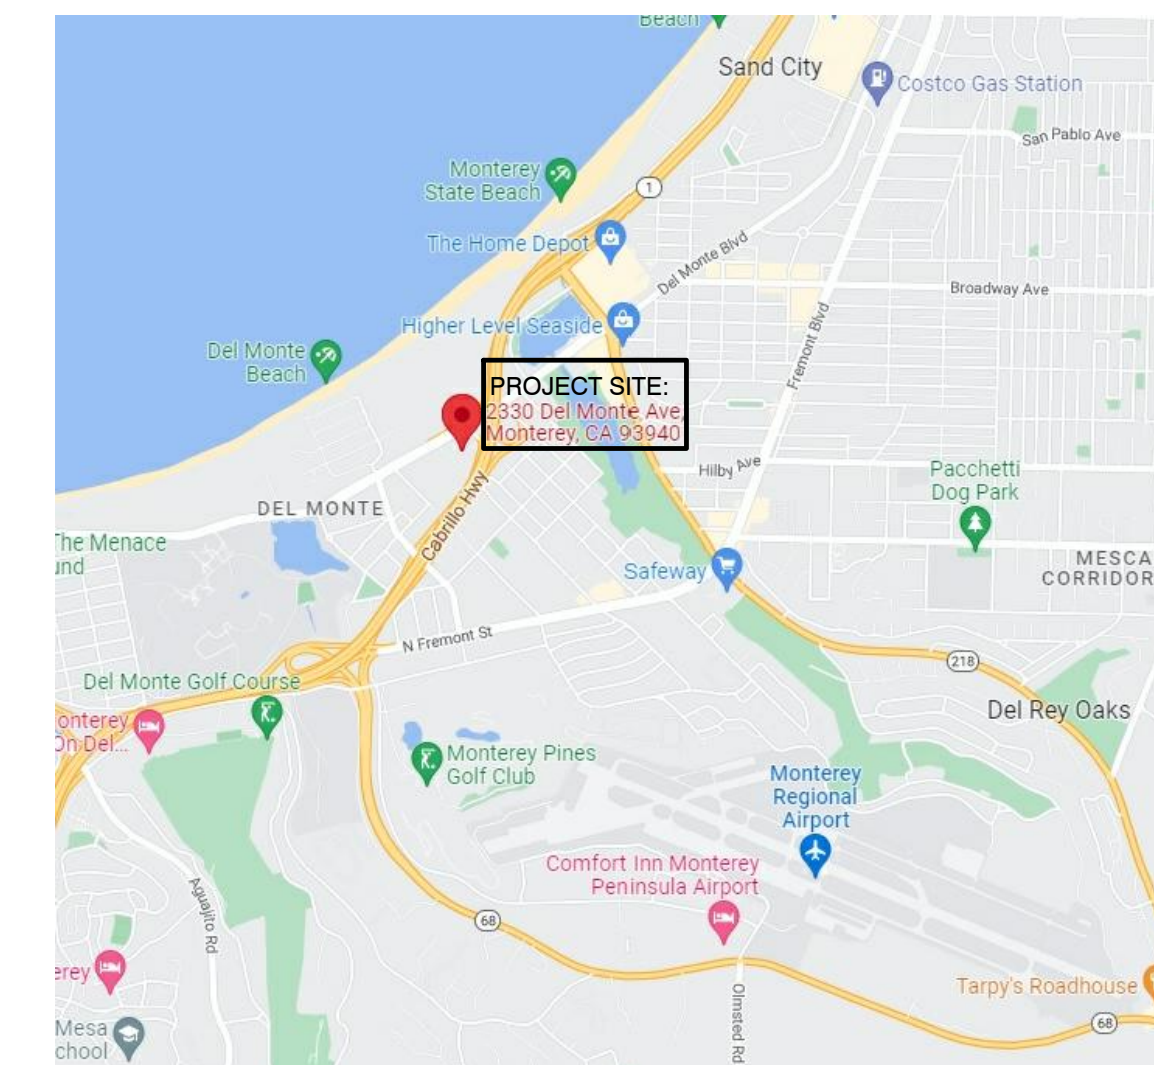 Beach
Sand City
Costco Gas Station
San Pablo Ave
Monterey
State Beach
1
The Home Depot
Del Monte Blvd
Broadway Ave
Higher Level Seaside
Fremont Blvd
Del Monte
Beach
PROJECT SITE:
2330 Del Monte Ave,
Monterey, CA 93940
Hilby Ave
Pacchetti
Dog Park
DEL MONTE
Cabrillo Hwy
The Menace
und
MESCA
CORRIDOR
Safeway
N Fremont St
218
Del Monte Golf Course
Del Rey Oaks
onterey
On Del...
Monterey Pines
Golf Club
Monterey
Regional
Airport
Comfort Inn Monterey
Peninsula Airport
Aguajito Rd
68
erey
Tarpy's Roadhouse
Olmsted Rd
68
Mesa
chool